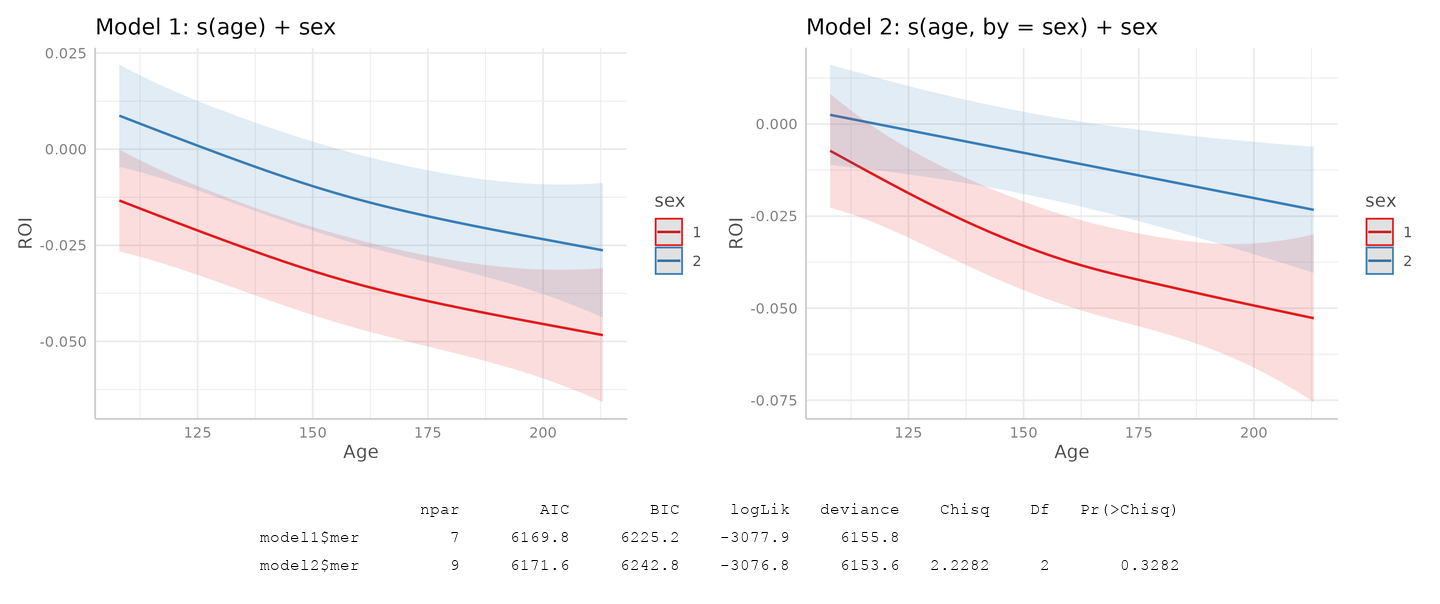 Model 1: s(age) + sex
0.025
0.000
-0.025
-0.050
ROI
125 150 175 200
Age
sex
1
2
Model 2: s(age, by = sex) + sex
0.000
-0.025
-0.050
-0.075
ROI
125 150 175 200
Age
sex
1
2
npar AIC BIC logLik deviance Chisq Df Pr(>Chisq)
model1$mer 7 6169.8 6225.2 -3077.9 6155.8
model2$mer 9 6171.6 6242.8 -3076.8 6153.6 2.2282 2 0.3282